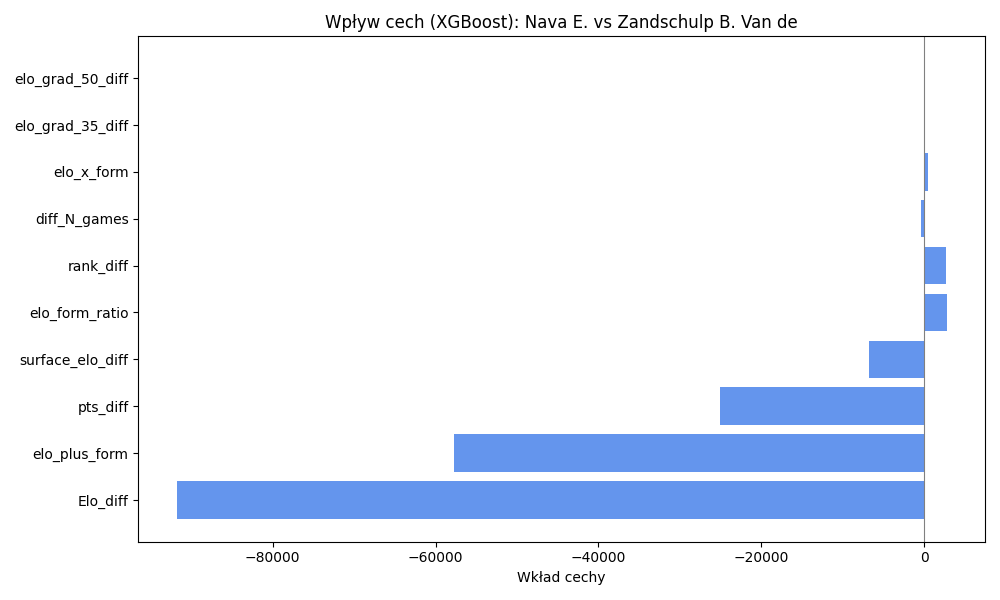 Wpływ cech (XGBoost): Nava E. vs Zandschulp B. Van de
elo_grad_50_diff
elo_grad_35_diff
elo_x_form
diff_N_games
rank_diff
elo_form_ratio
surface_elo_diff
pts_diff
elo_plus_form
Elo_diff
−80000 −60000 −40000 −20000 0
Wkład cechy